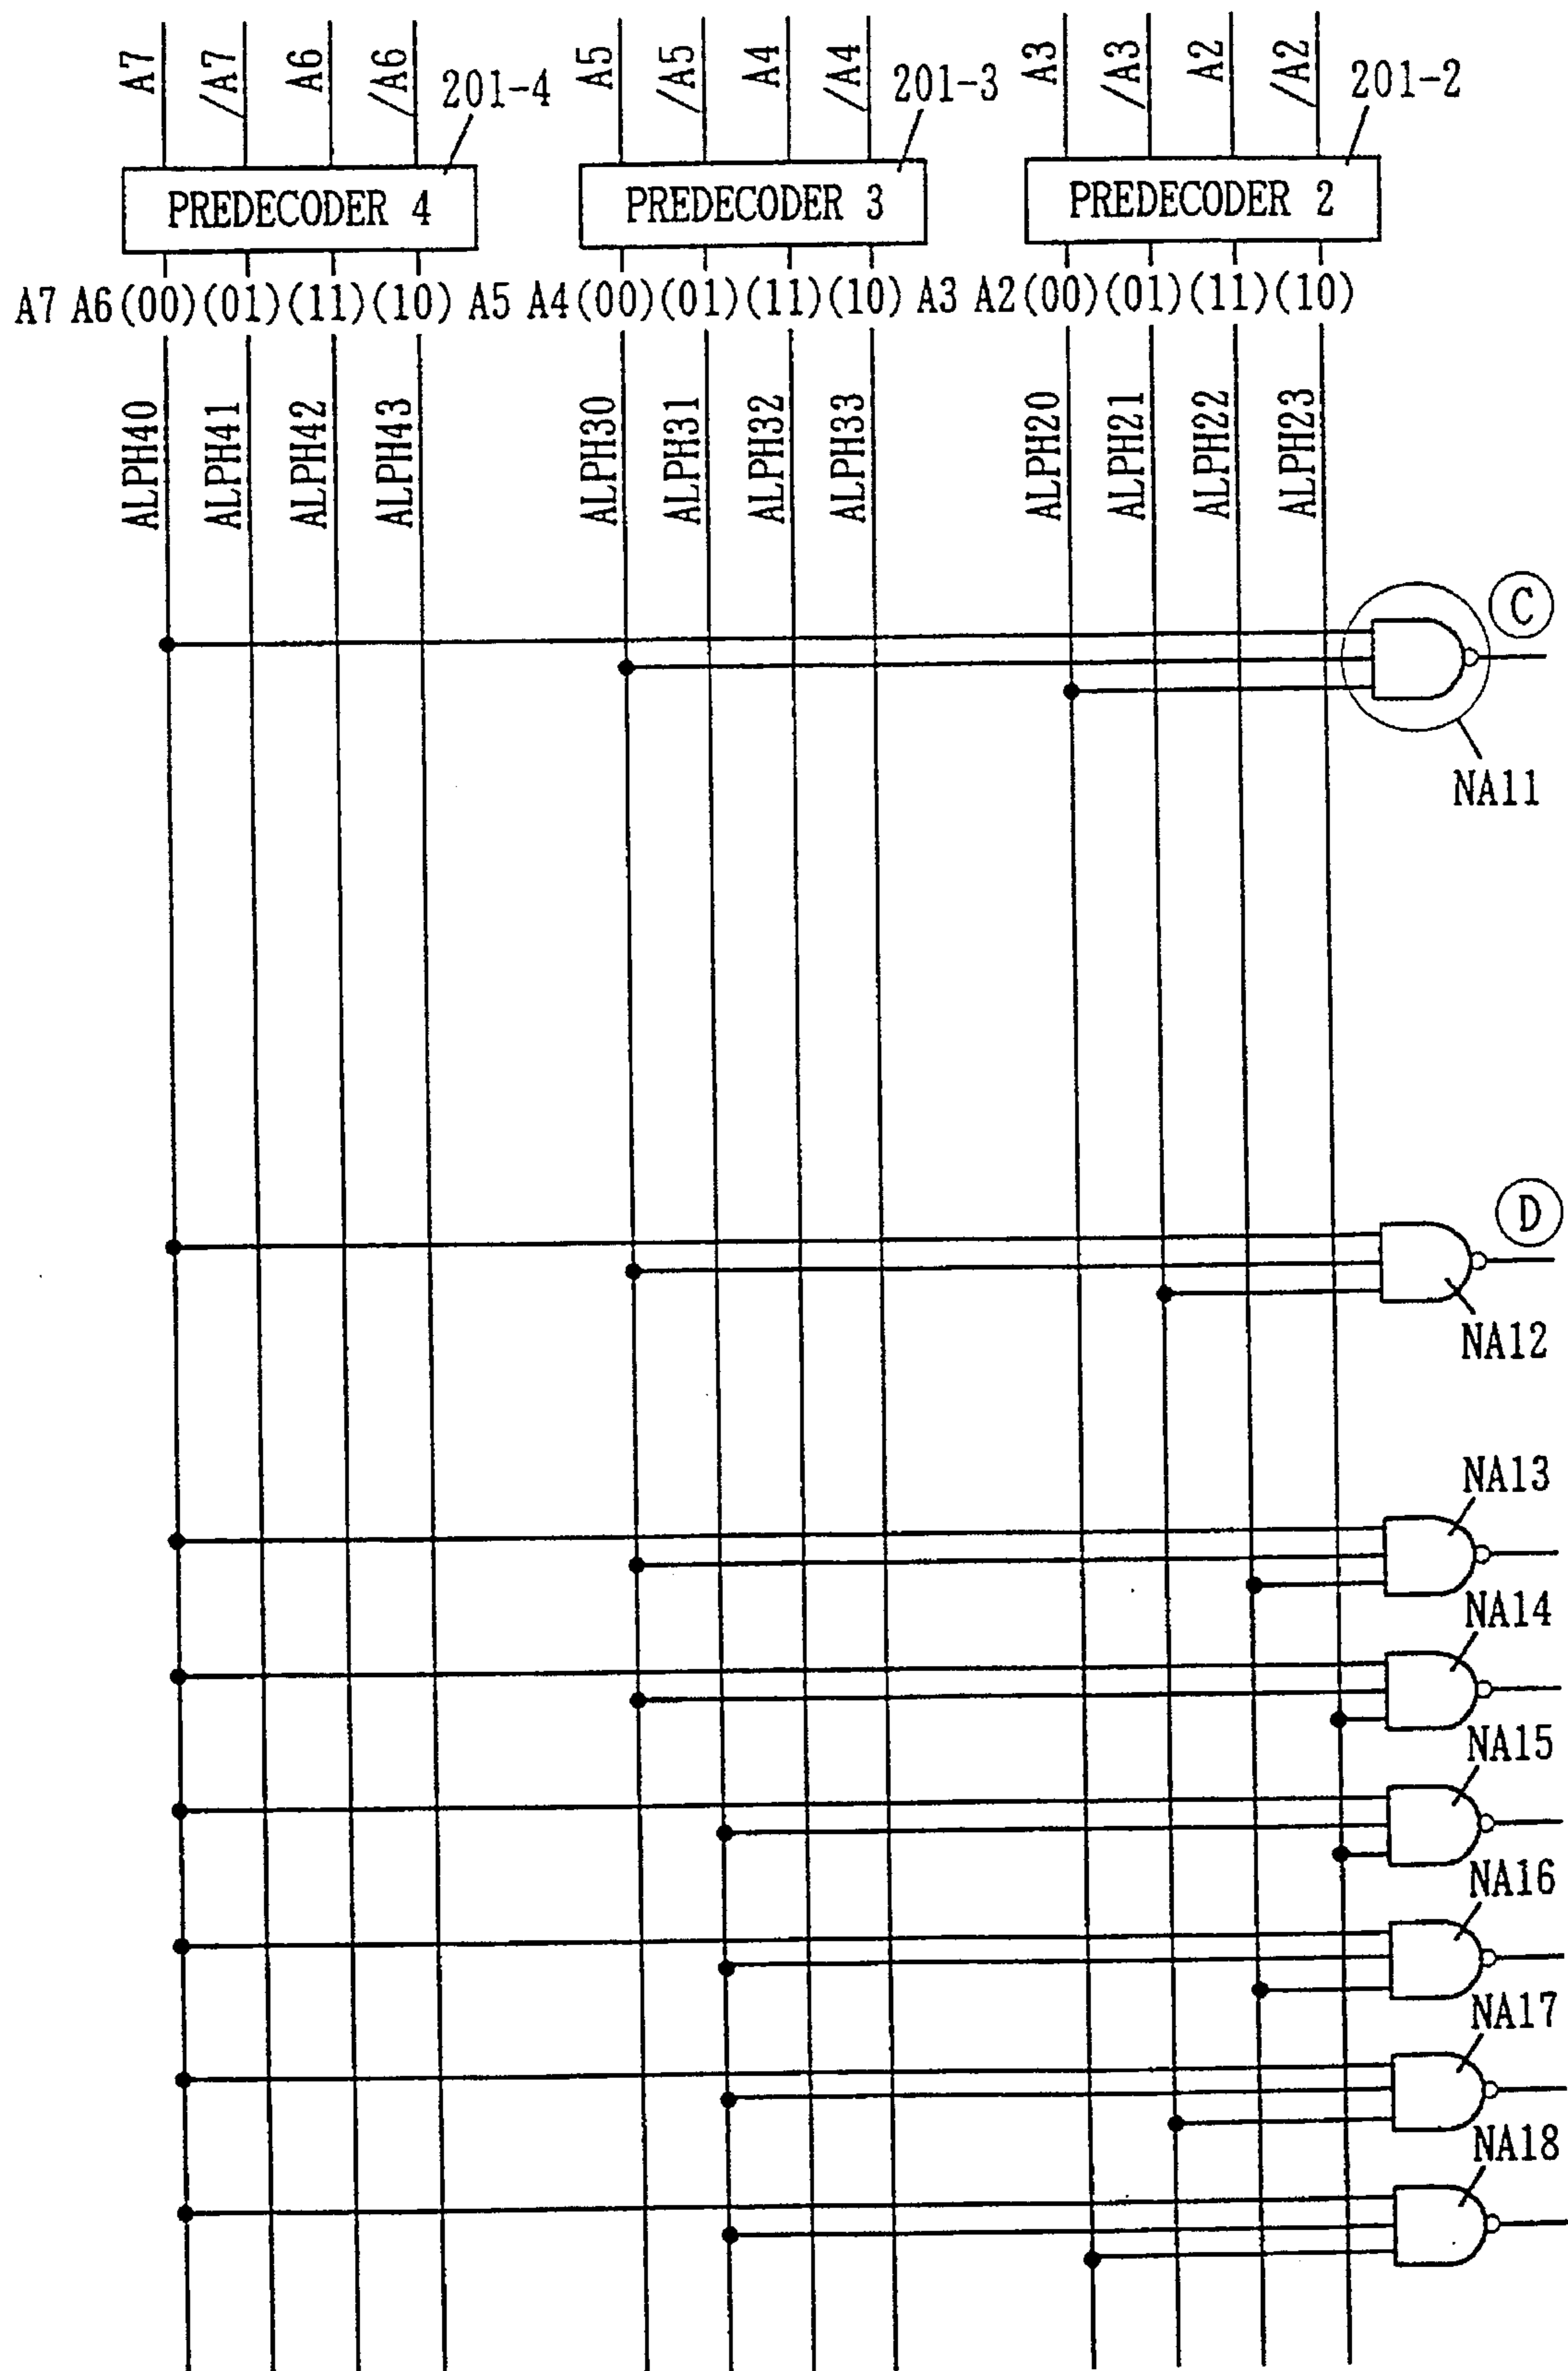 A7 /A7 A6 /A6 A5 /A5 A4 /A4 A3 /A3 A2 /A2
201-4 201-3 201-2
PREDECODER 4 PREDECODER 3 PREDECODER 2
A7 A6(00)(01)(11)(10) A5 A4(00)(01)(11)(10) A3 A2(00)(01)(11)(10)
ALPH40 ALPH41 ALPH42 ALPH43 ALPH30 ALPH31 ALPH32 ALPH33 ALPH20 ALPH21 ALPH22 ALPH23
C
NA11
D
NA12
NA13
NA14
NA15
NA16
NA17
NA18